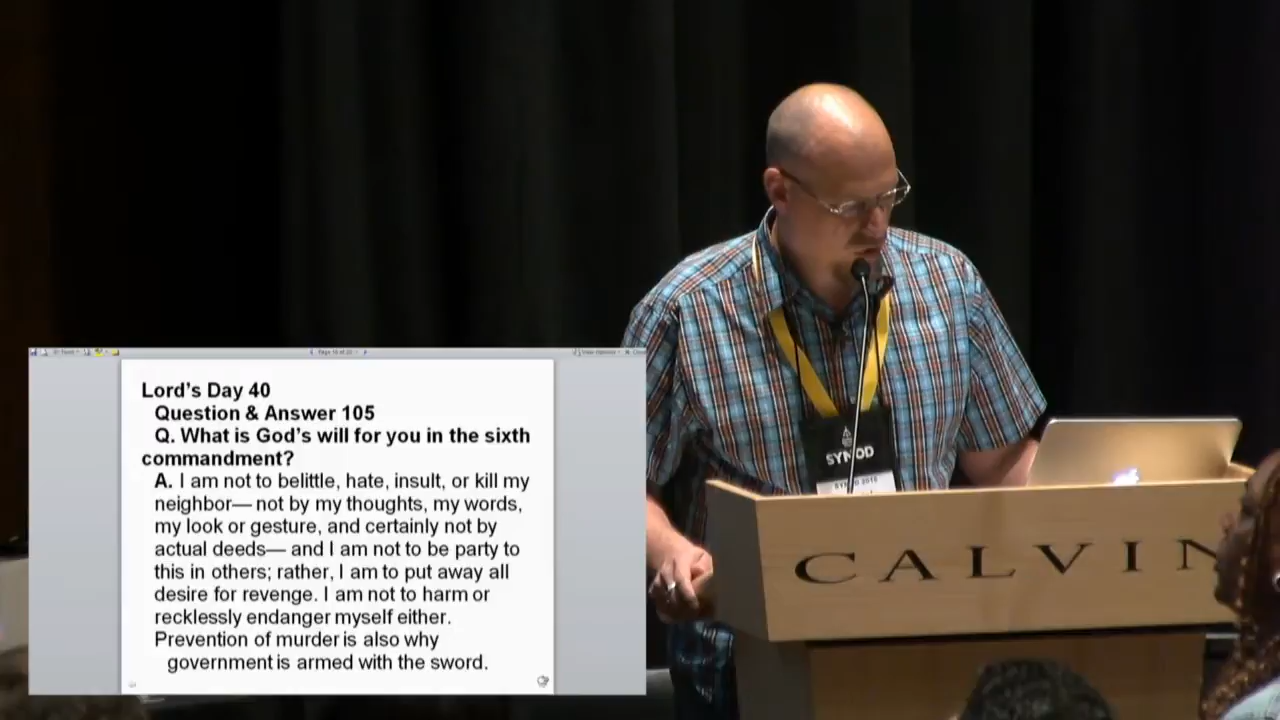 Lord's Day 40
Question & Answer 105
Q. What is God's will for you in the sixth
commandment?
A. I am not to belittle, hate, insult, or kill my
neighbor— not by my thoughts, my words,
my look or gesture, and certainly not by
actual deeds— and I am not to be party to
this in others; rather, I am to put away all
desire for revenge. I am not to harm or
recklessly endanger myself either.
Prevention of murder is also why
government is armed with the sword.
SYNOD
CALVIN